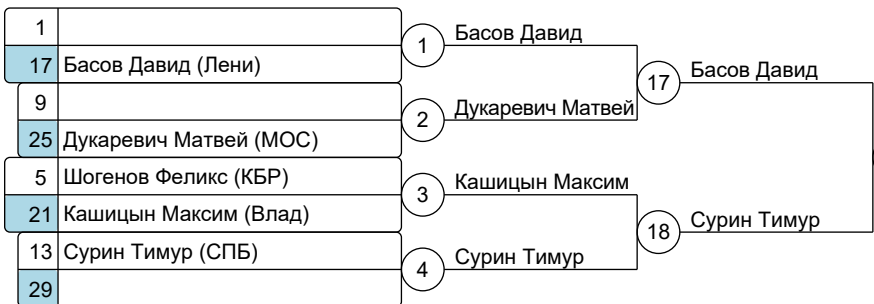 1
17 Басов Давид (Лени)
9
25 Дукаревич Матвей (МОС)
5 Шогенов Феликс (КБР)
21 Кашицын Максим (Влад)
13 Сурин Тимур (СПБ)
29
1 Басов Давид
2 Дукаревич Матвей
3 Кашицын Максим
4 Сурин Тимур
17 Басов Давид
18 Сурин Тимур